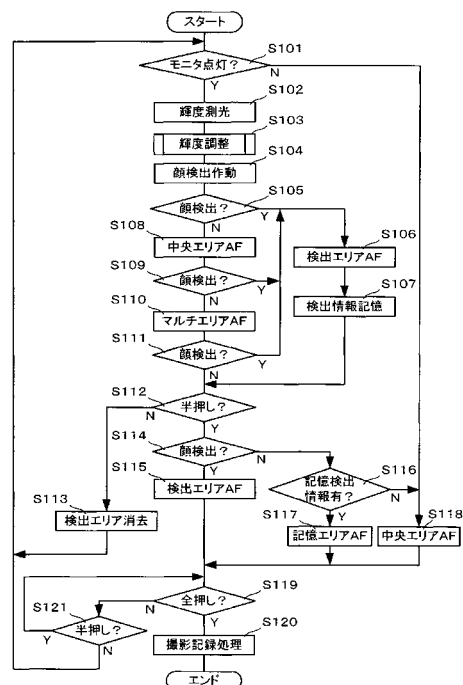 スタート
S101
モニタ点灯?
N
Y
S102
輝度測光
S103
輝度調整
S104
顔検出作動
S105
顔検出?
Y
N
S106
検出エリアAF
S107
検出情報記憶
S108
中央エリアAF
S109
顔検出?
Y
N
S110
マルチエリアAF
S111
顔検出?
Y
N
S112
半押し?
N
Y
S113
検出エリア消去
S114
顔検出?
N
Y
S115
検出エリアAF
S116
記憶検出
情報有?
N
Y
S117
記憶エリアAF
S118
中央エリアAF
S119
全押し?
N
Y
S120
撮影記録処理
S121
半押し?
Y
N
エンド